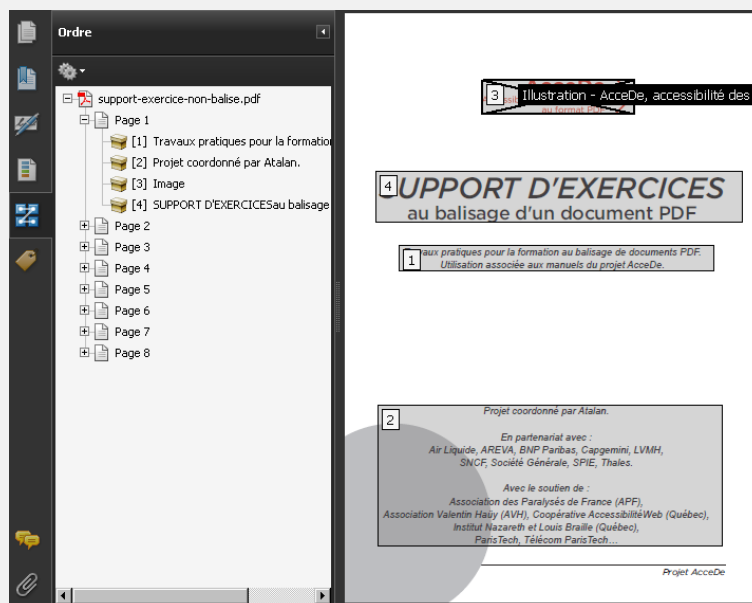 Ordre
support-exercice-non-balise.pdf
Page 1
[1] Travaux pratiques pour la formation
[2] Projet coordonné par Atalan.
[3] Image
[4] SUPPORT D'EXERCICESau balisage
Page 2
Page 3
Page 4
Page 5
Page 6
Page 7
Page 8
AcceDe
3 Illustration - AcceDe, accessibilité des
au format PDF
4 SUPPORT D'EXERCICES
au balisage d'un document PDF
1 Travaux pratiques pour la formation au balisage de documents PDF.
Utilisation associée aux manuels du projet AcceDe.
2 Projet coordonné par Atalan.
En partenariat avec :
Air Liquide, AREVA, BNP Paribas, Capgemini, LVMH,
SNCF, Société Générale, SPIE, Thales.
Avec le soutien de :
Association des Paralysés de France (APF),
Association Valentin Haüy (AVH), Coopérative AccessibilitéWeb (Québec),
Institut Nazareth et Louis Braille (Québec),
ParisTech, Télécom ParisTech...
Projet AcceDe